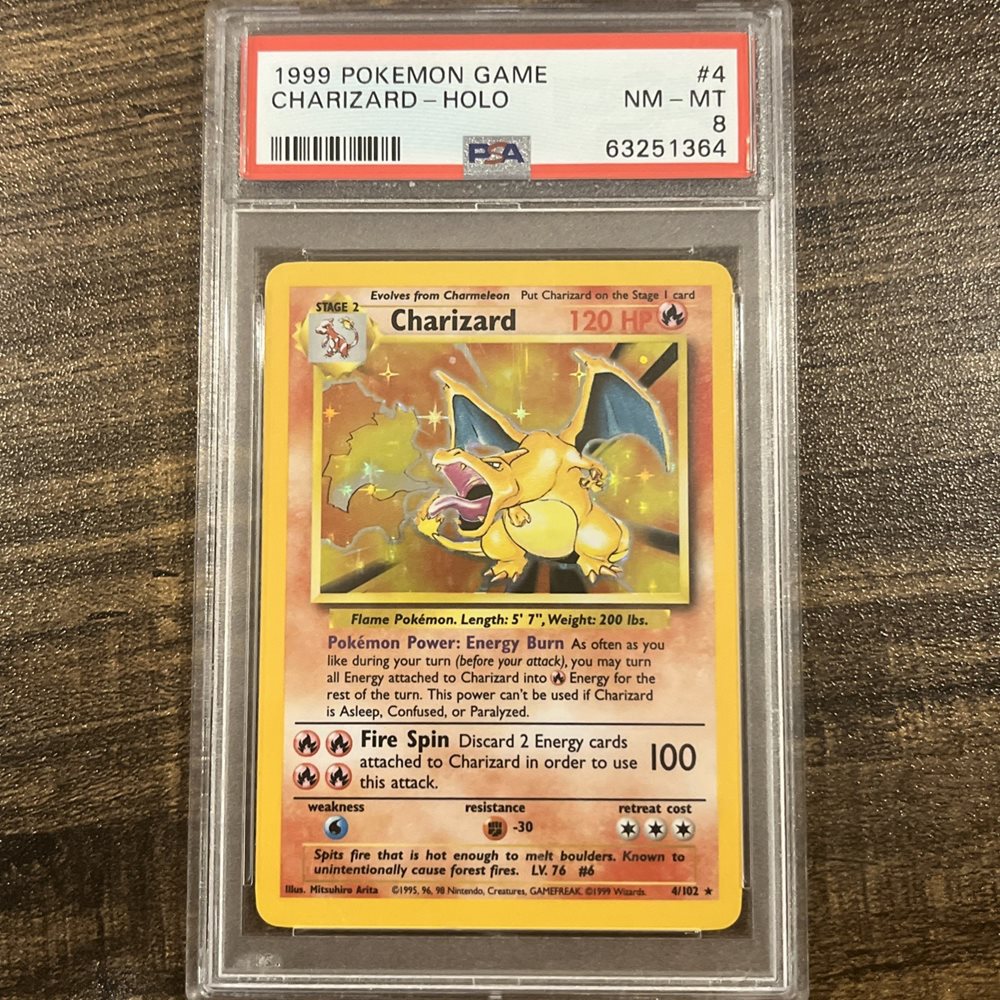 1999 POKEMON GAME #4
CHARIZARD - HOLO NM - MT
8
PSA 63251364
Evolves from Charmeleon Put Charizard on the Stage 1 card
STAGE 2
Charizard 120 HP
Flame Pokémon. Length: 5' 7", Weight: 200 lbs.
Pokémon Power: Energy Burn As often as you
like during your turn (before your attack), you may turn
all Energy attached to Charizard into Energy for the
rest of the turn. This power can't be used if Charizard
is Asleep, Confused, or Paralyzed.
Fire Spin Discard 2 Energy cards
attached to Charizard in order to use 100
this attack.
weakness resistance retreat cost
-30
Spits fire that is hot enough to melt boulders. Known to
unintentionally cause forest fires. LV. 76 #6
Illus. Mitsuhiro Arita ©1995, 96, 98 Nintendo, Creatures, GAMEFREAK. ©1999 Wizards. 4/102 ★